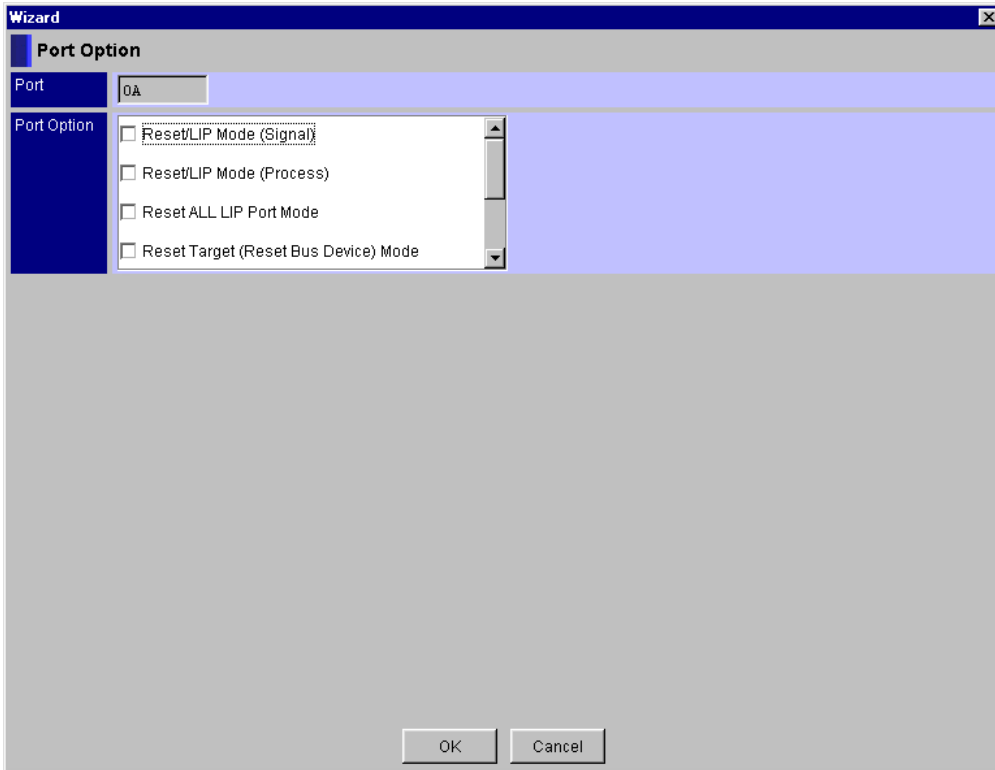 Wizard
Port Option
Port
0A
Port Option
Reset/LIP Mode (Signal)
Reset/LIP Mode (Process)
Reset ALL LIP Port Mode
Reset Target (Reset Bus Device) Mode
OK
Cancel